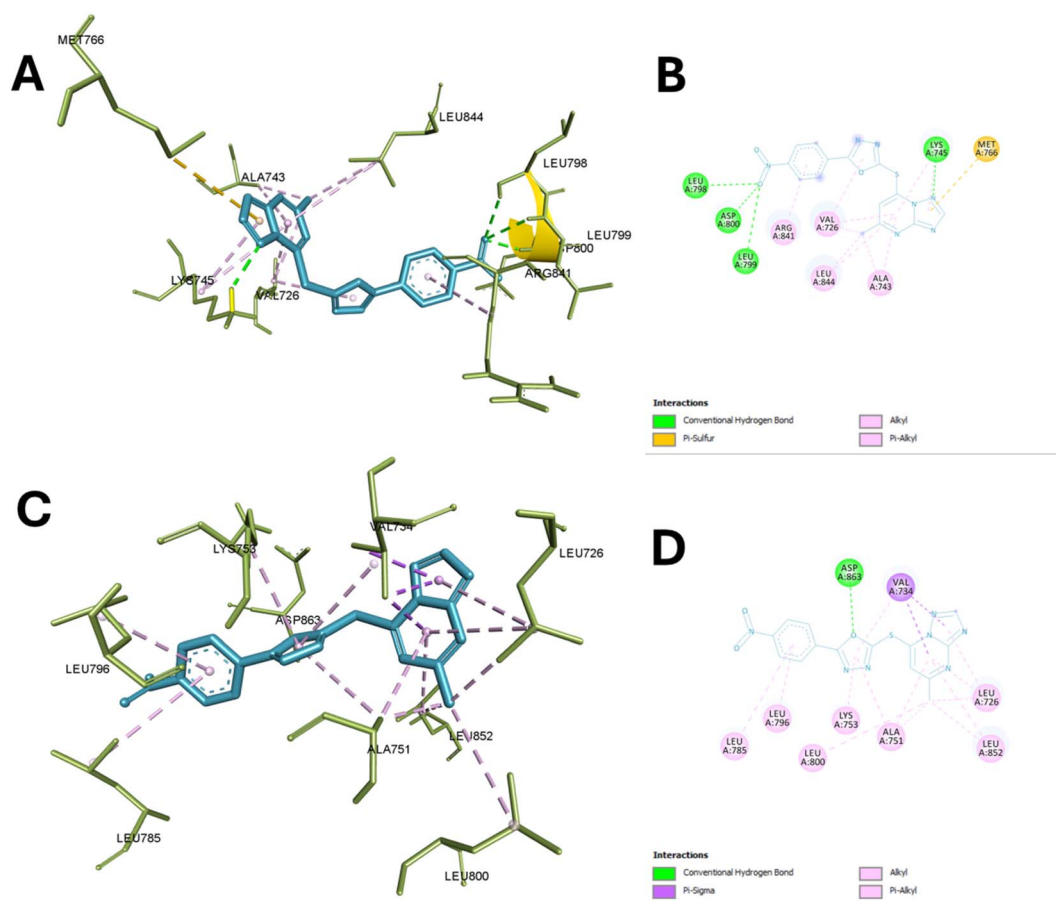 A
MET766
LEU844
LEU798
ALA743
LEU799
P800
LYS745
VAL726
ARG841
B
LYS
A:745
MET
A:766
LEU
A:798
ASP
A:800
LEU
A:799
ARG
A:841
VAL
A:726
LEU
A:844
ALA
A:743
N
N
O
S
N
N
N
N
O
N
O
Interactions
Conventional Hydrogen Bond
Pi-Sulfur
Alkyl
Pi-Alkyl
C
VAL734
LYS753
LEU726
ASP863
LEU796
ALA751
LEU852
LEU785
LEU800
D
ASP
A:863
VAL
A:734
O
N
O
O
S
N
N
N
N
N
N
LEU
A:726
LEU
A:796
LYS
A:753
ALA
A:751
LEU
A:785
LEU
A:800
LEU
A:852
Interactions
Conventional Hydrogen Bond
Pi-Sigma
Alkyl
Pi-Alkyl